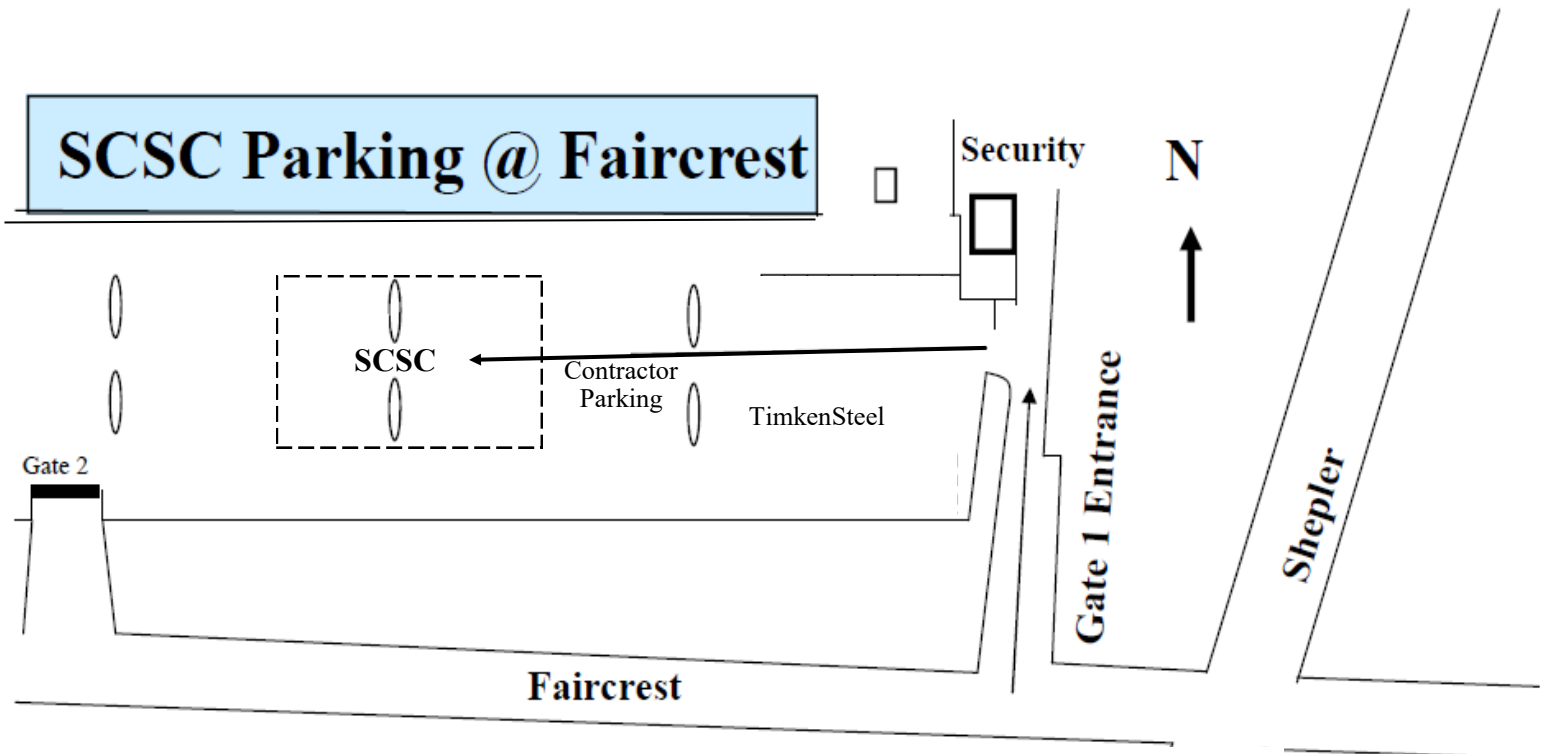 SCSC Parking @ Faircrest
Security
N
SCSC
Contractor
Parking
TimkenSteel
Gate 2
Gate 1 Entrance
Shepler
Faircrest